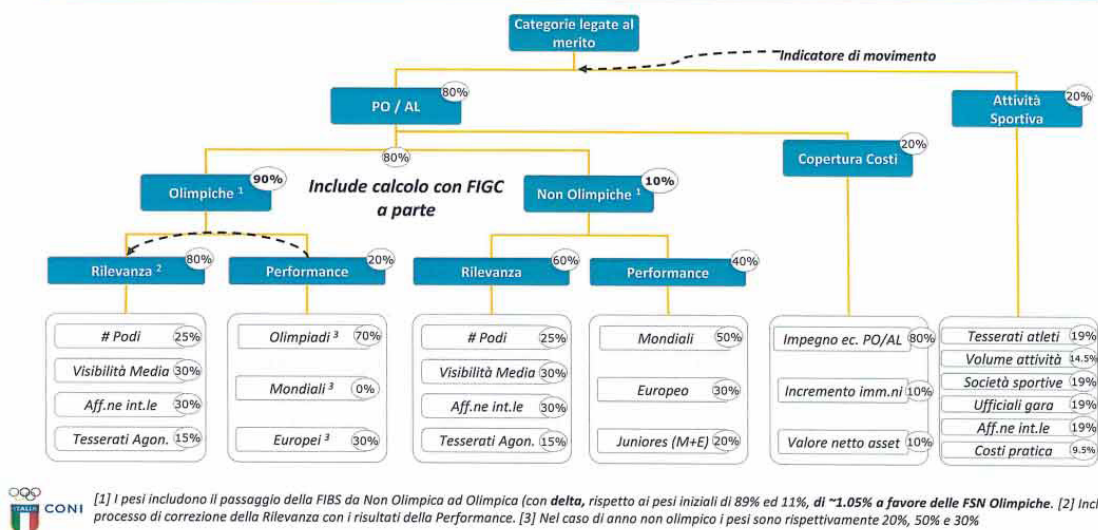 Categorie legate al
merito
Indicatore di movimento
PO / AL
80%
Attività
Sportiva
20%
80%
Copertura Costi
20%
Olimpiche ¹
90%
Include calcolo con FIGC
a parte
Non Olimpiche ¹
10%
Rilevanza ²
80%
Performance
20%
Rilevanza
60%
Performance
40%
# Podi
25%
Visibilità Media
30%
Aff.ne int.le
30%
Tesserati Agon.
15%
Olimpiadi ³
70%
Mondiali ³
0%
Europei ³
30%
# Podi
25%
Visibilità Media
30%
Aff.ne int.le
30%
Tesserati Agon.
15%
Mondiali
50%
Europeo
30%
Juniores (M+E)
20%
Impegno ec. PO/AL
80%
Incremento imm.ni
10%
Valore netto asset
10%
Tesserati atleti
19%
Volume attività
14.5%
Società sportive
19%
Ufficiali gara
19%
Aff.ne int.le
19%
Costi pratica
9.5%
ITALIA
CONI
[1] I pesi includono il passaggio della FIBS da Non Olimpica ad Olimpica (con delta, rispetto ai pesi iniziali di 89% ed 11%, di ~1.05% a favore delle FSN Olimpiche. [2] Incl
processo di correzione della Rilevanza con i risultati della Performance. [3] Nel caso di anno non olimpico i pesi sono rispettivamente 20%, 50% e 30%